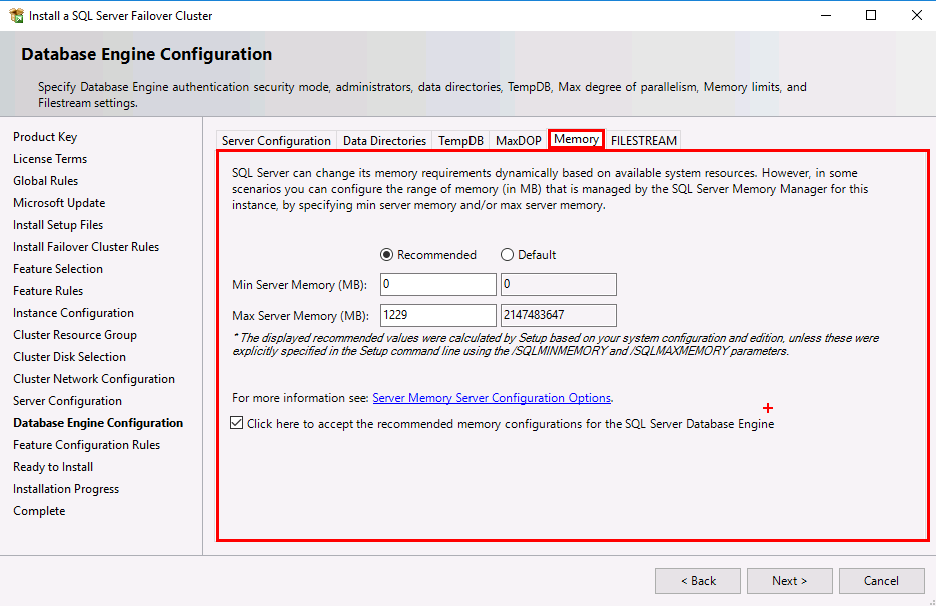 Install a SQL Server Failover Cluster
Database Engine Configuration
Specify Database Engine authentication security mode, administrators, data directories, TempDB, Max degree of parallelism, Memory limits, and
Filestream settings.
Product Key
License Terms
Global Rules
Microsoft Update
Install Setup Files
Install Failover Cluster Rules
Feature Selection
Feature Rules
Instance Configuration
Cluster Resource Group
Cluster Disk Selection
Cluster Network Configuration
Server Configuration
Database Engine Configuration
Feature Configuration Rules
Ready to Install
Installation Progress
Complete
Server Configuration Data Directories TempDB MaxDOP Memory FILESTREAM
SQL Server can change its memory requirements dynamically based on available system resources. However, in some
scenarios you can configure the range of memory (in MB) that is managed by the SQL Server Memory Manager for this
instance, by specifying min server memory and/or max server memory.
Recommended Default
Min Server Memory (MB): 0 0
Max Server Memory (MB): 1229 2147483647
* The displayed recommended values were calculated by Setup based on your system configuration and edition, unless these were
explicitly specified in the Setup command line using the /SQLMINMEMORY and /SQLMAXMEMORY parameters.
For more information see: Server Memory Server Configuration Options.
Click here to accept the recommended memory configurations for the SQL Server Database Engine
< Back Next > Cancel